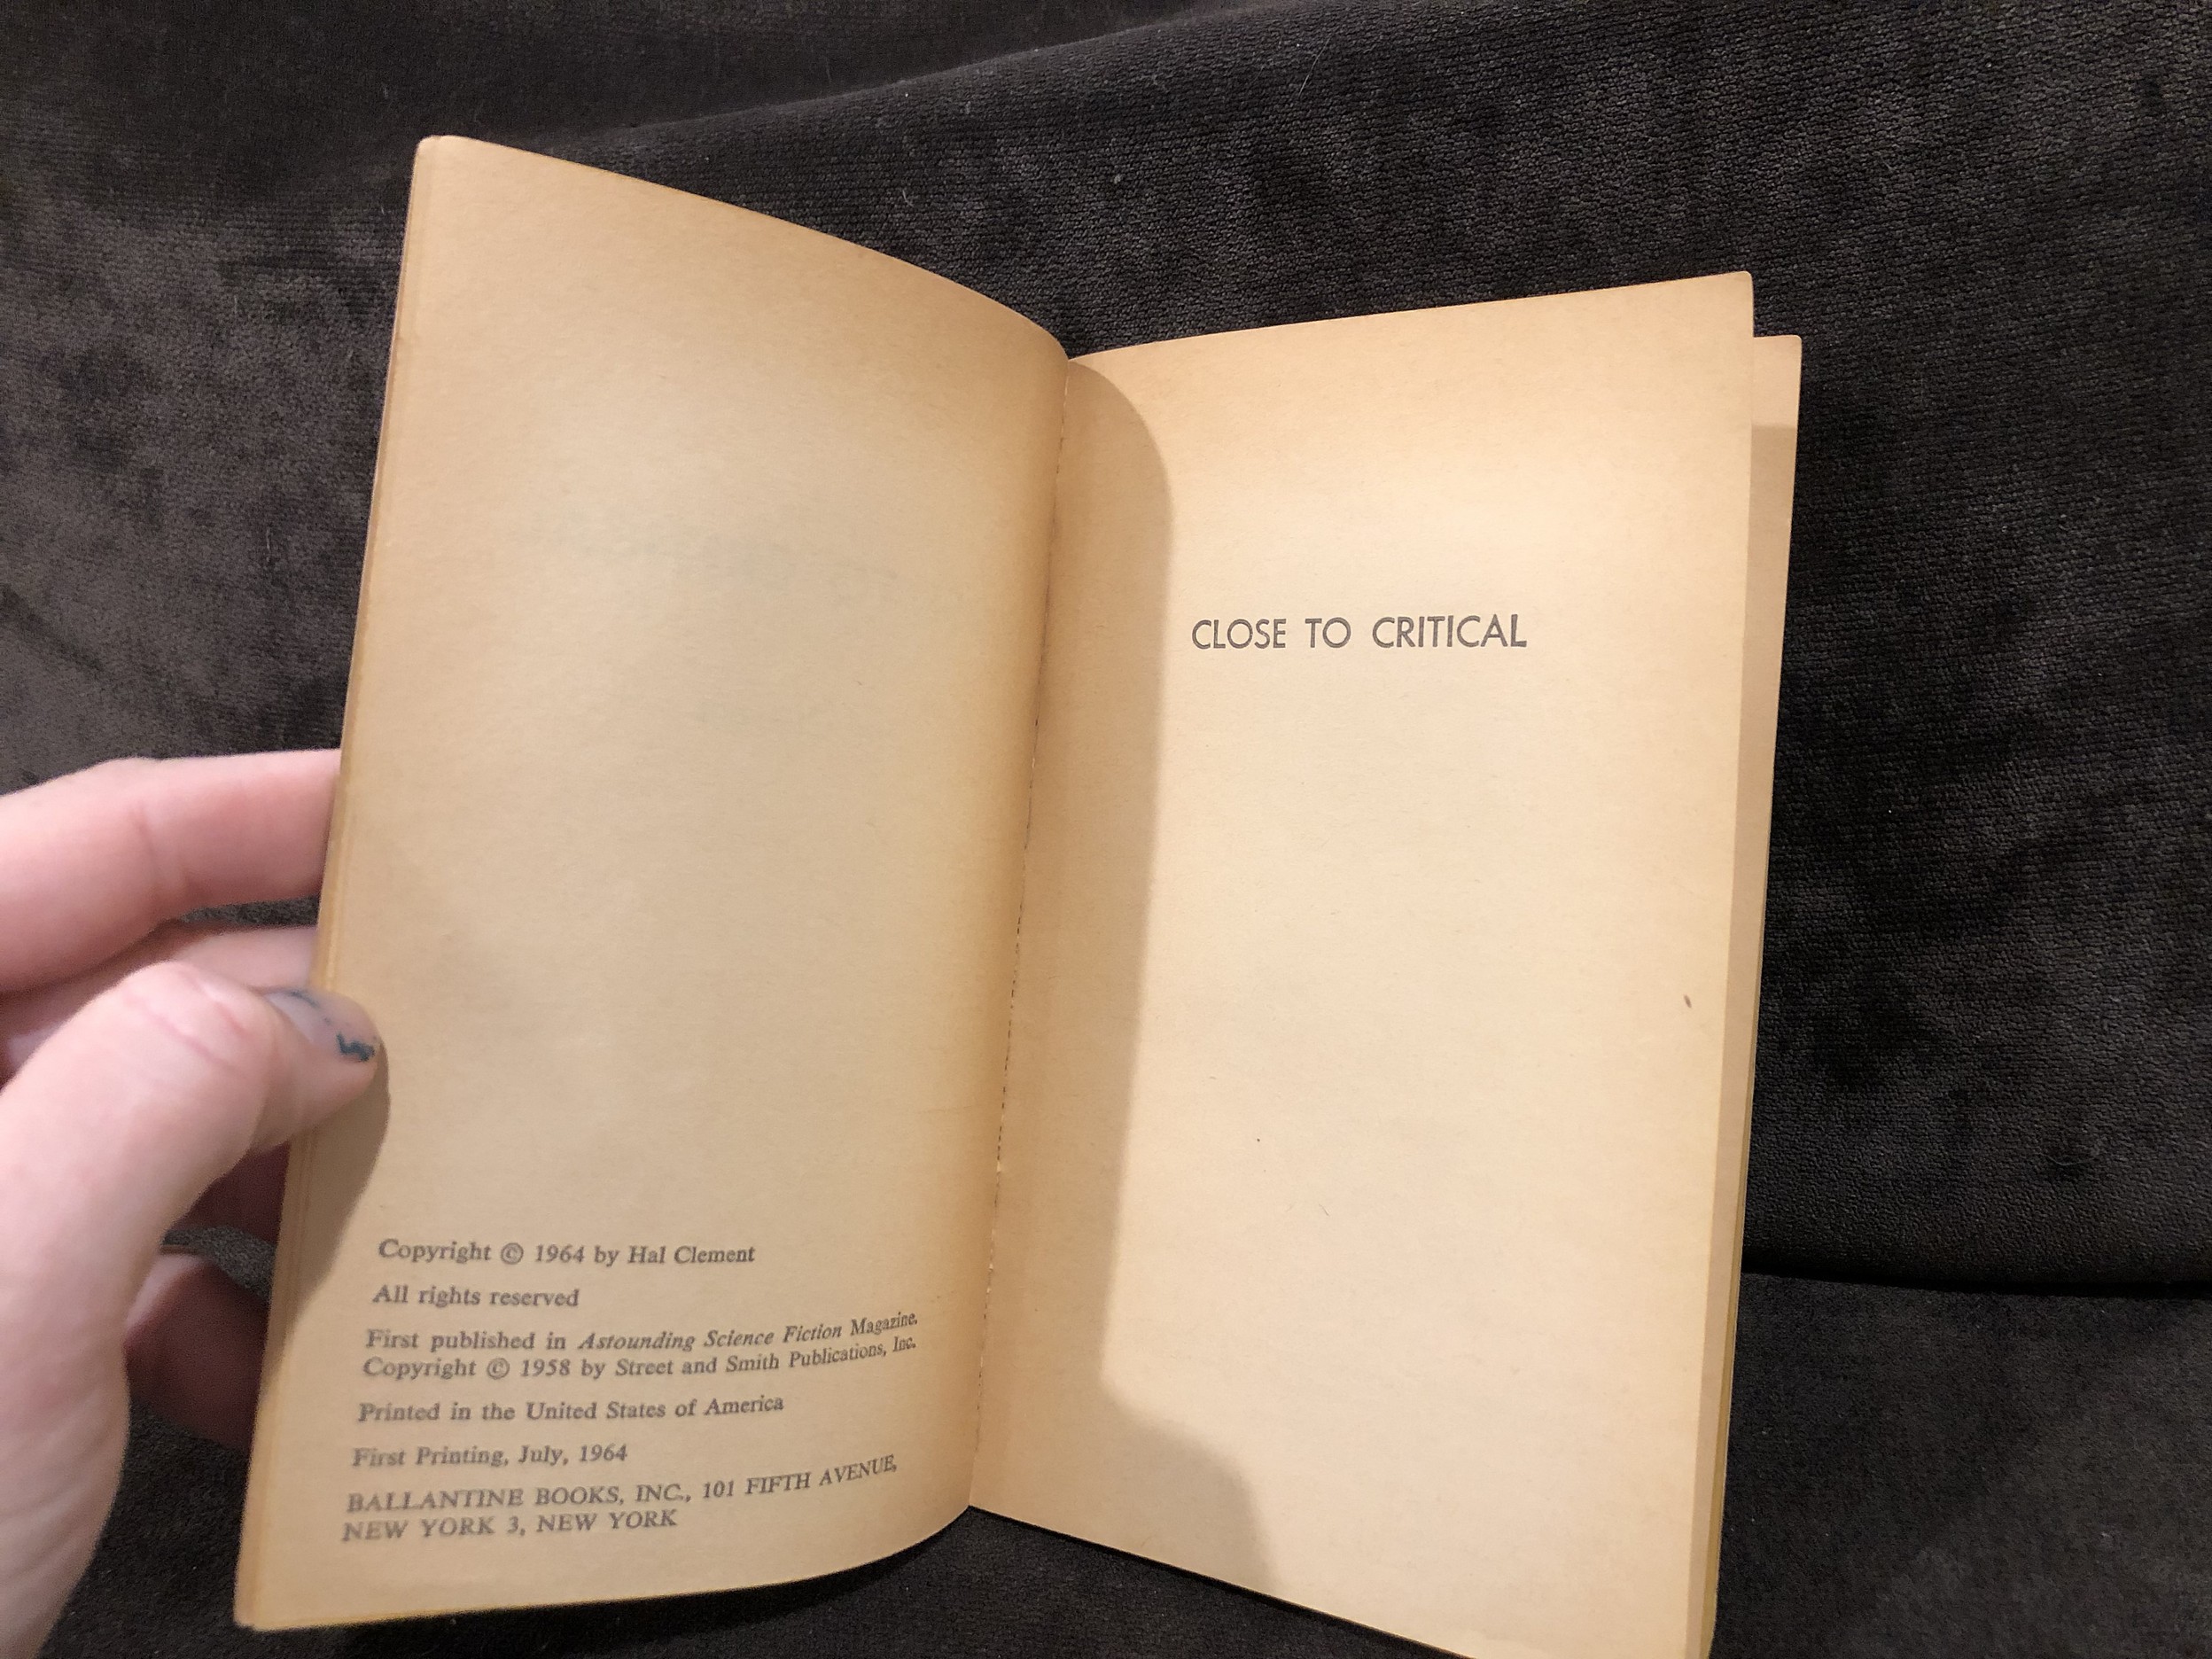 Copyright © 1964 by Hal Clement
All rights reserved
First published in Astounding Science Fiction Magazine.
Copyright © 1958 by Street and Smith Publications, Inc.
Printed in the United States of America
First Printing, July, 1964
BALLANTINE BOOKS, INC., 101 FIFTH AVENUE,
NEW YORK 3, NEW YORK
CLOSE TO CRITICAL